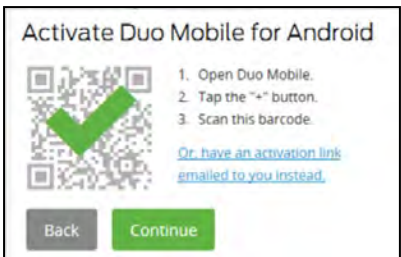 Activate Duo Mobile for Android
1. Open Duo Mobile.
2. Tap the "+" button.
3. Scan this barcode.
Or, have an activation link
emailed to you instead.
Back Continue